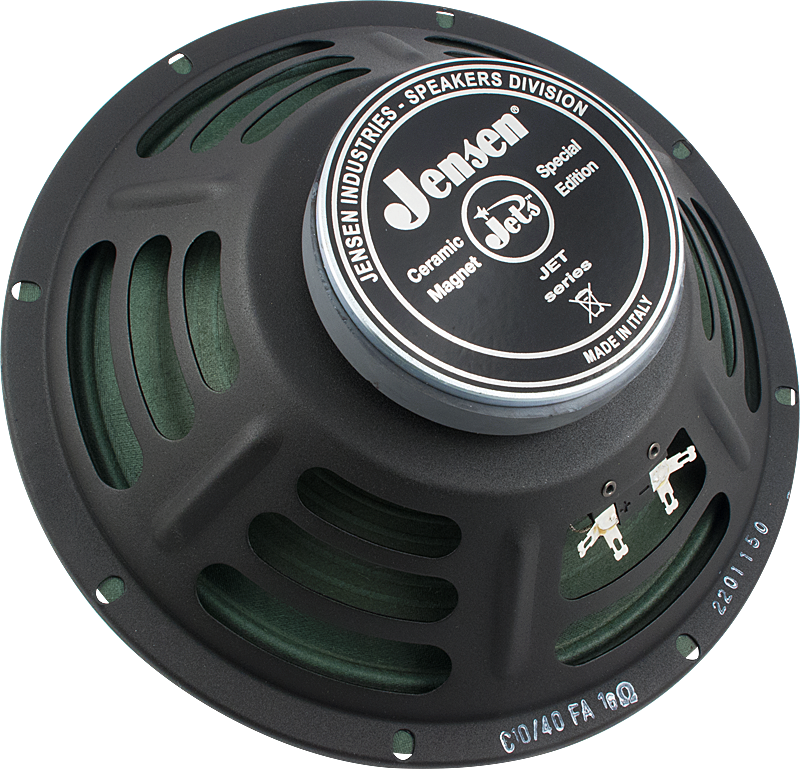 JENSEN INDUSTRIES - SPEAKERS DIVISION
Jensen®
Special
Edition
Jet's
Ceramic
Magnet
JET
series
MADE IN ITALY
+ -
2201150
C10/40 FA 16Ω